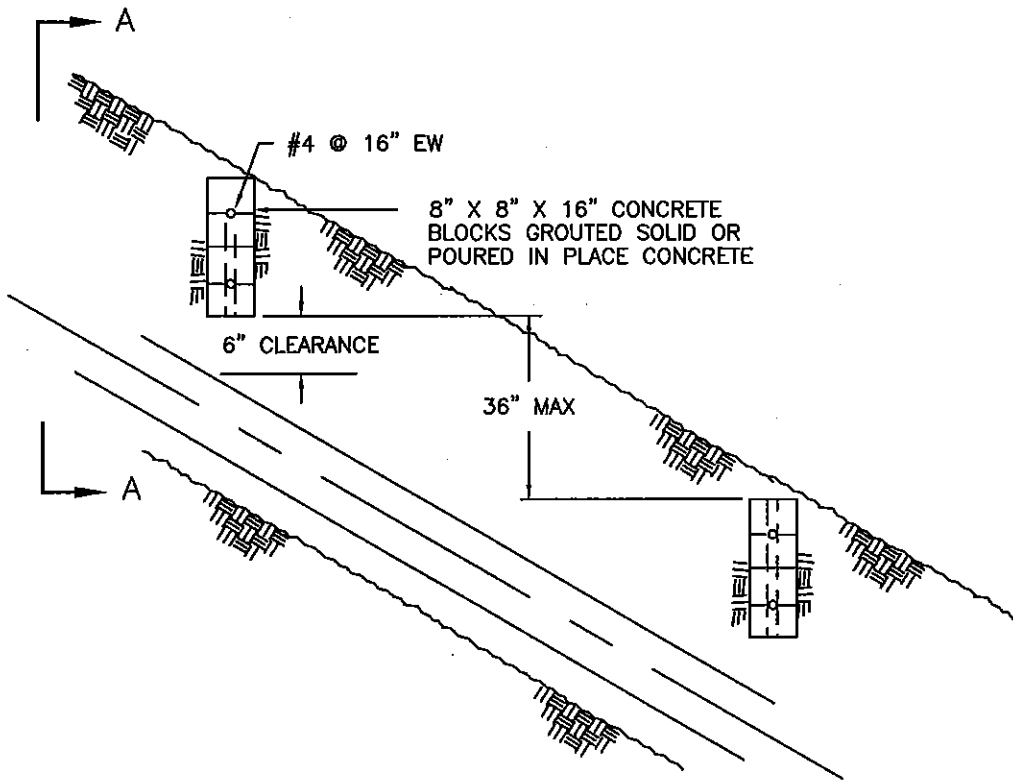 A
#4 @ 16" EW
8" X 8" X 16" CONCRETE
BLOCKS GROUTED SOLID OR
POURED IN PLACE CONCRETE
6" CLEARANCE
36" MAX
A